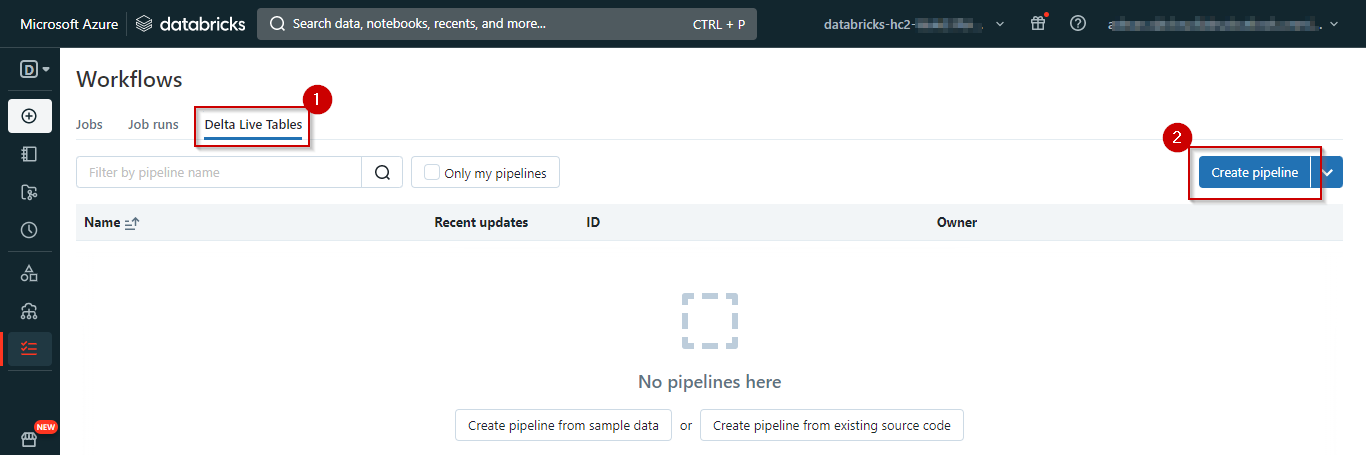 Microsoft Azure databricks Search data, notebooks, recents, and more... CTRL + P databricks-hc2-
D
Workflows
1
Jobs Job runs Delta Live Tables
2
Filter by pipeline name Only my pipelines Create pipeline
Name Recent updates ID Owner
No pipelines here
Create pipeline from sample data or Create pipeline from existing source code
NEW